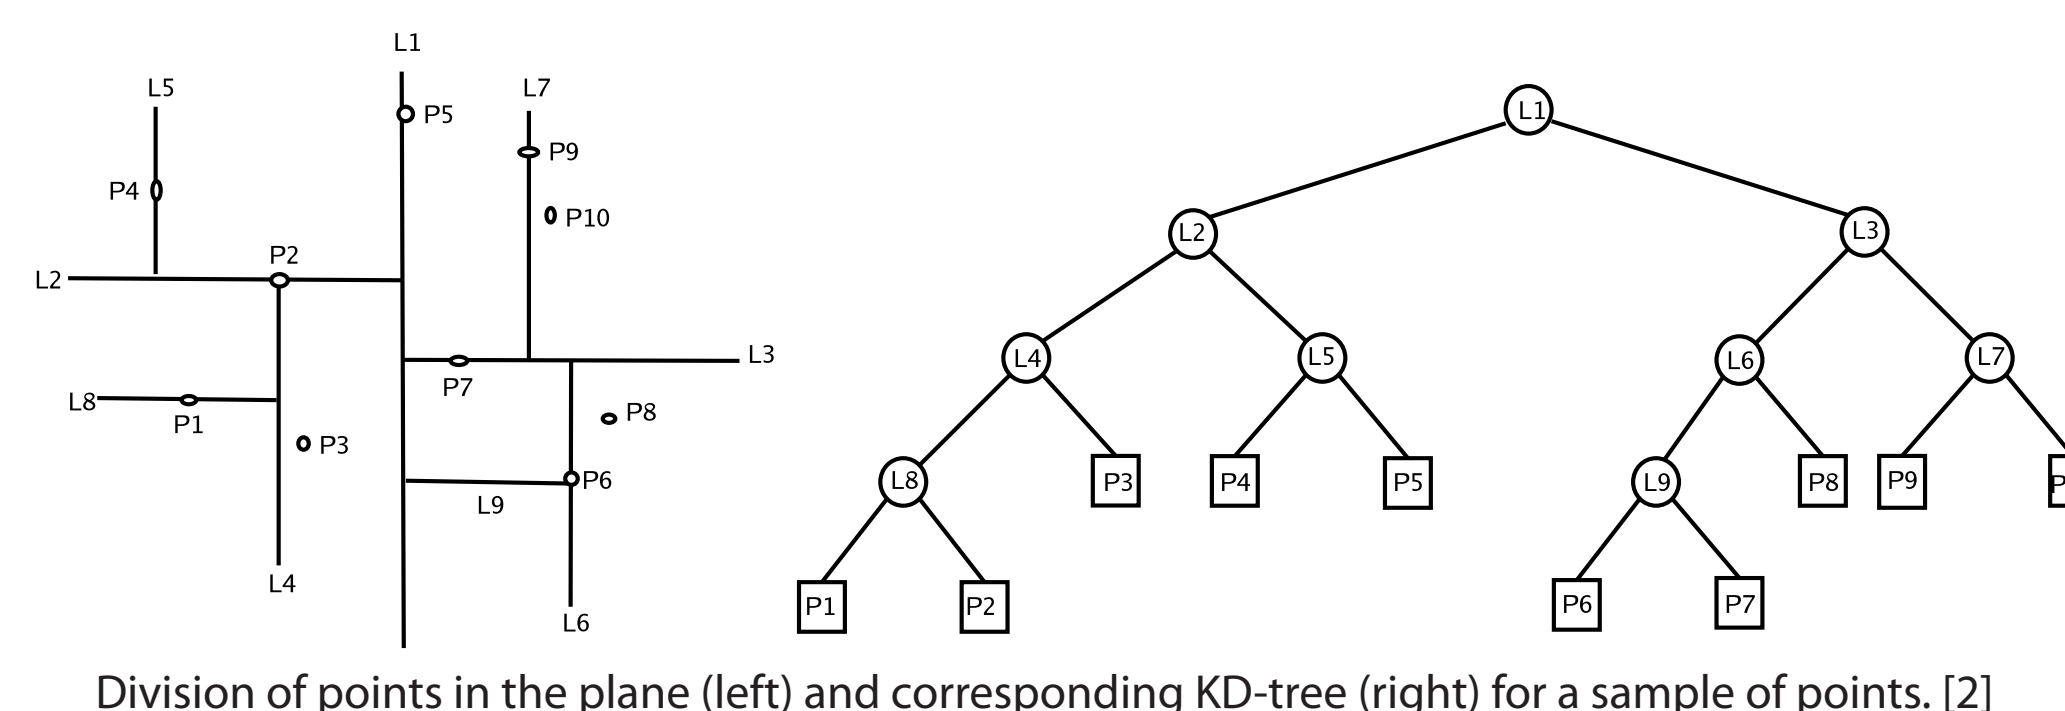 L1
L5
L7
P5
P9
P4
P10
P2
L2
L3
P7
L8
P1
P8
P3
P6
L9
L4
L6
L1
L2
L3
L4
L5
L6
L7
L8
P3
P4
P5
L9
P8
P9
P1
P2
P6
P7
Division of points in the plane (left) and corresponding KD-tree (right) for a sample of points. [2]